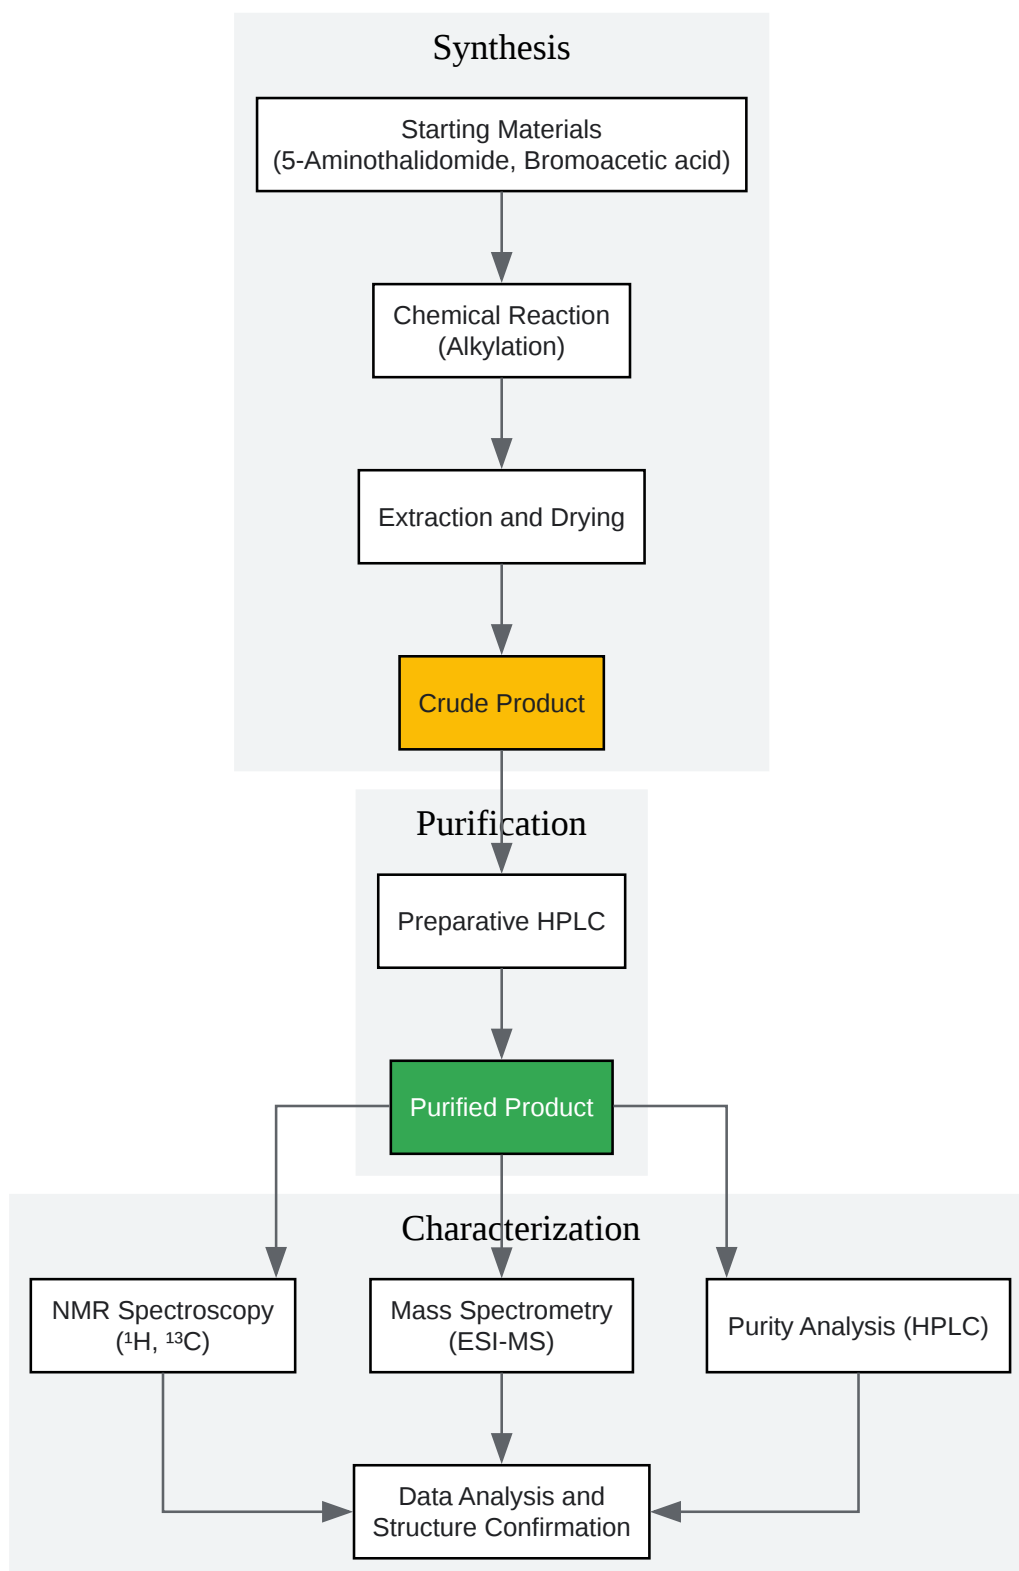 Synthesis
Starting Materials
(5-Aminothalidomide, Bromoacetic acid)
Chemical Reaction
(Alkylation)
Extraction and Drying
Crude Product
Purification
Preparative HPLC
Purified Product
Characterization
NMR Spectroscopy
(¹H, ¹³C)
Mass Spectrometry
(ESI-MS)
Purity Analysis (HPLC)
Data Analysis and
Structure Confirmation